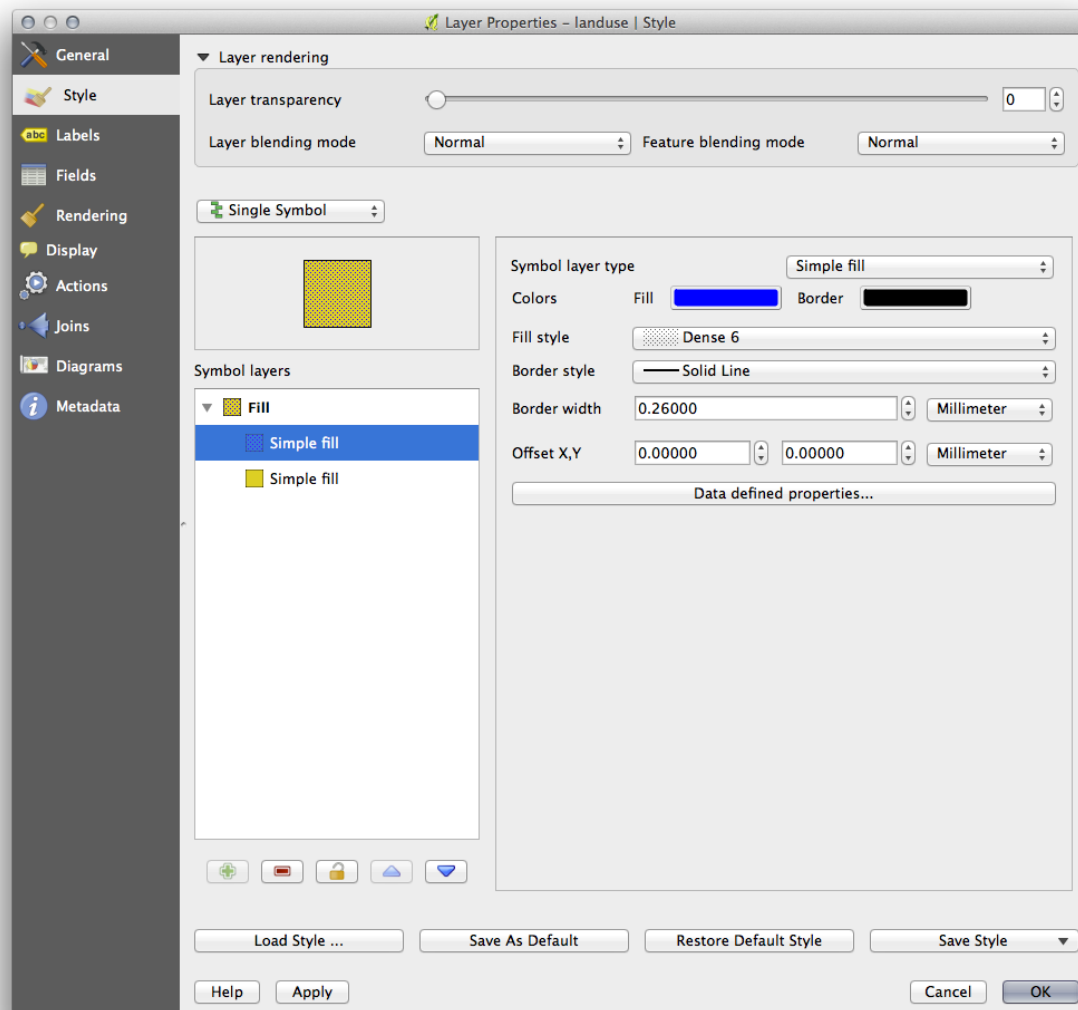 Layer Properties – landuse | Style
General
Style
abc Labels
Fields
Rendering
Display
Actions
Joins
Diagrams
Metadata
Layer rendering
Layer transparency 0
Layer blending mode Normal Feature blending mode Normal
Single Symbol
Symbol layers
Fill
Simple fill
Simple fill
Symbol layer type Simple fill
Colors Fill Border
Fill style Dense 6
Border style Solid Line
Border width 0.26000 Millimeter
Offset X,Y 0.00000 0.00000 Millimeter
Data defined properties...
Load Style ... Save As Default Restore Default Style Save Style
Help Apply Cancel OK